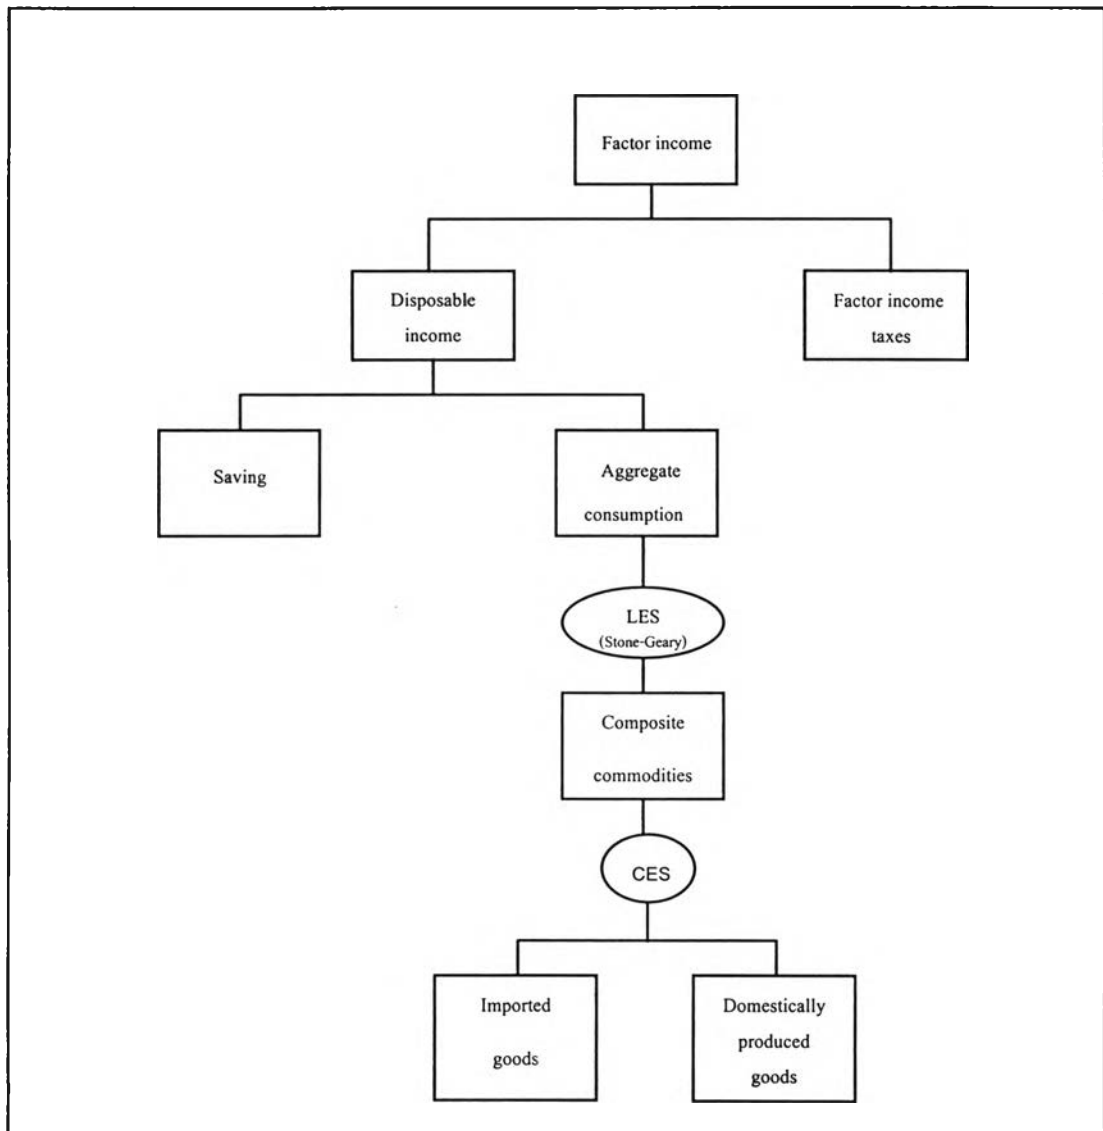 Factor income
Disposable
income
Factor income
taxes
Saving
Aggregate
consumption
LES
(Stone-Geary)
Composite
commodities
CES
Imported
goods
Domestically
produced
goods